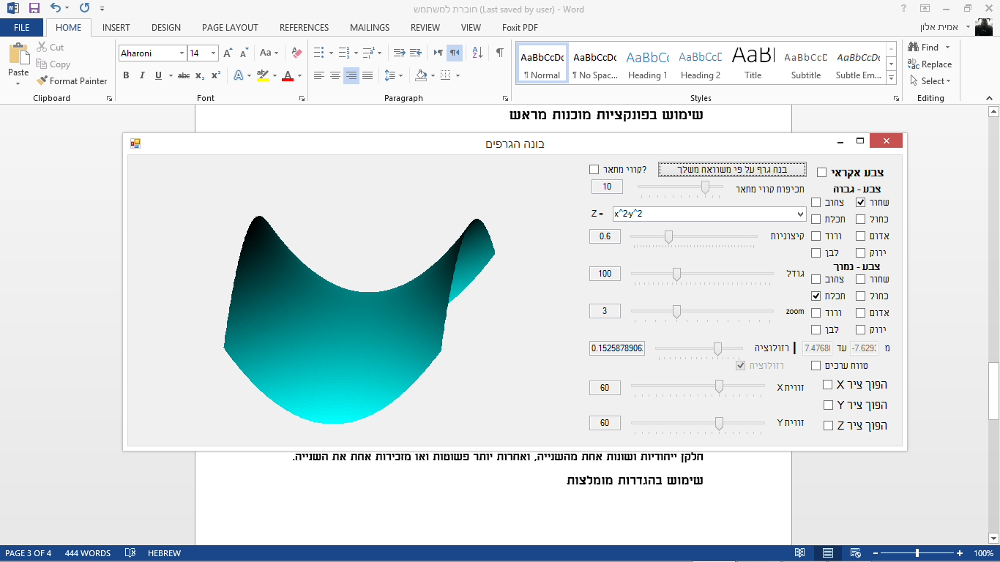 חוברת למשתמש (Last saved by user) - Word
FILE HOME INSERT DESIGN PAGE LAYOUT REFERENCES MAILINGS REVIEW VIEW Foxit PDF
אמית אלון
Paste
Cut
Copy
Format Painter
Clipboard
Aharoni 14
Font
Paragraph
AaBbCcDc AaBbCcDc AaBbCc AaBbCcD AaB AaBbCcD AaBbCcDc
¶ Normal ¶ No Spac... Heading 1 Heading 2 Title Subtitle Subtle Em...
Styles
Find
Replace
Select
Editing
שימוש בפונקציות מוכנות מראש
בונה הגרפים
צבע אקראי
בנה גרף על פי משוואה משלך
קווי מתאר?
תכיפות קווי מתאר
10
Z =
x^2-y^2
קיצוניות
0.6
גודל
100
zoom
3
רזולוציה
0.152587890
רזולוציה
זווית X
60
זווית Y
60
צבע - גבוה
שחור צהוב
כחול תכלת
אדום ורוד
ירוק לבן
צבע - נמוך
שחור צהוב
כחול תכלת
אדום ורוד
ירוק לבן
מ -7.629 עד 7.4768
טווח ערכים
הפוך ציר X
הפוך ציר Y
הפוך ציר Z
חלקן ייחודיות ושונות אחת מהשנייה, ואחרות יותר פשוטות ואו מזכירות אחת את השנייה.
שימוש בהגדרות מומלצות
PAGE 3 OF 4 444 WORDS HEBREW 100%